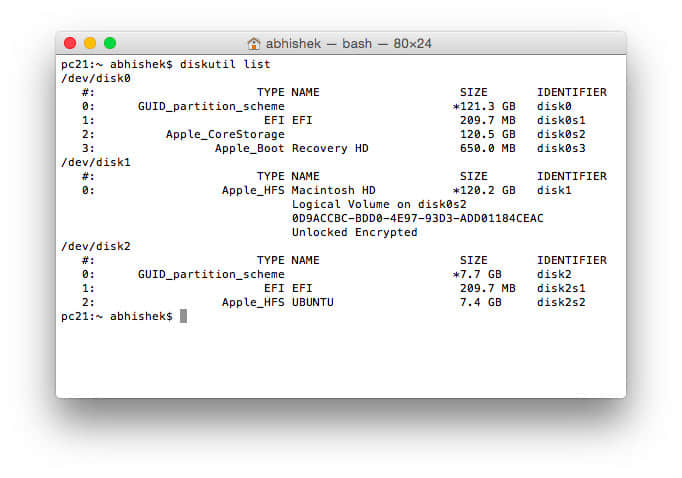 abhishek — bash — 80×24
pc21:~ abhishek$ diskutil list
/dev/disk0
   #:                       TYPE NAME                    SIZE       IDENTIFIER
   0:      GUID_partition_scheme                        *121.3 GB   disk0
   1:                        EFI EFI                     209.7 MB   disk0s1
   2:          Apple_CoreStorage                         120.5 GB   disk0s2
   3:                 Apple_Boot Recovery HD             650.0 MB   disk0s3
/dev/disk1
   #:                       TYPE NAME                    SIZE       IDENTIFIER
   0:                  Apple_HFS Macintosh HD           *120.2 GB   disk1
                                 Logical Volume on disk0s2
                                 0D9ACCBC-BDD0-4E97-93D3-ADD01184CEAC
                                 Unlocked Encrypted
/dev/disk2
   #:                       TYPE NAME                    SIZE       IDENTIFIER
   0:      GUID_partition_scheme                        *7.7 GB     disk2
   1:                        EFI EFI                     209.7 MB   disk2s1
   2:                  Apple_HFS UBUNTU                  7.4 GB     disk2s2
pc21:~ abhishek$